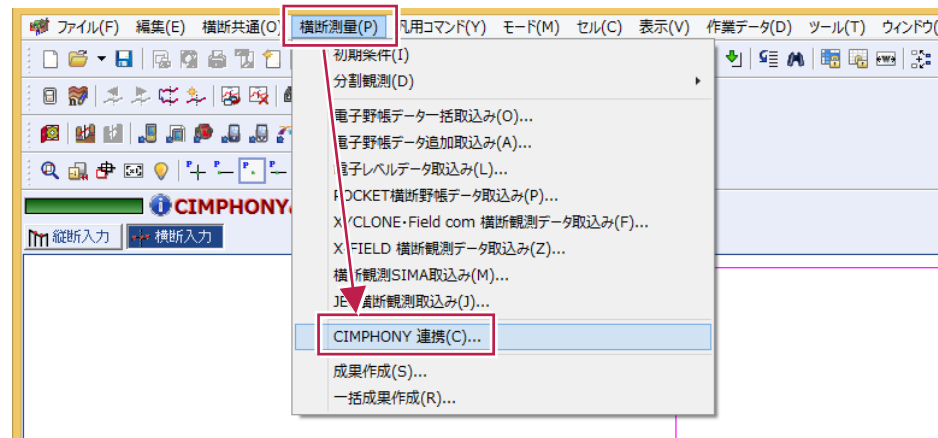 ファイル(F) 編集(E) 横断共通(O) 横断測量(P) 凡用コマンド(Y) モード(M) セル(C) 表示(V) 作業データ(D) ツール(T) ウィンドウ(
初期条件(I)
分割観測(D)
電子野帳データ一括取込み(O)...
電子野帳データ追加取込み(A)...
電子レベルデータ取込み(L)...
POCKET横断野帳データ取込み(P)...
XYCLONE・Field com 横断観測データ取込み(F)...
X-FIELD 横断観測データ取込み(Z)...
横断観測SIMA取込み(M)...
横断観測取込み(J)...
CIMPHONY 連携(C)...
成果作成(S)...
一括成果作成(R)...
CIMPHONY
縦断入力 横断入力